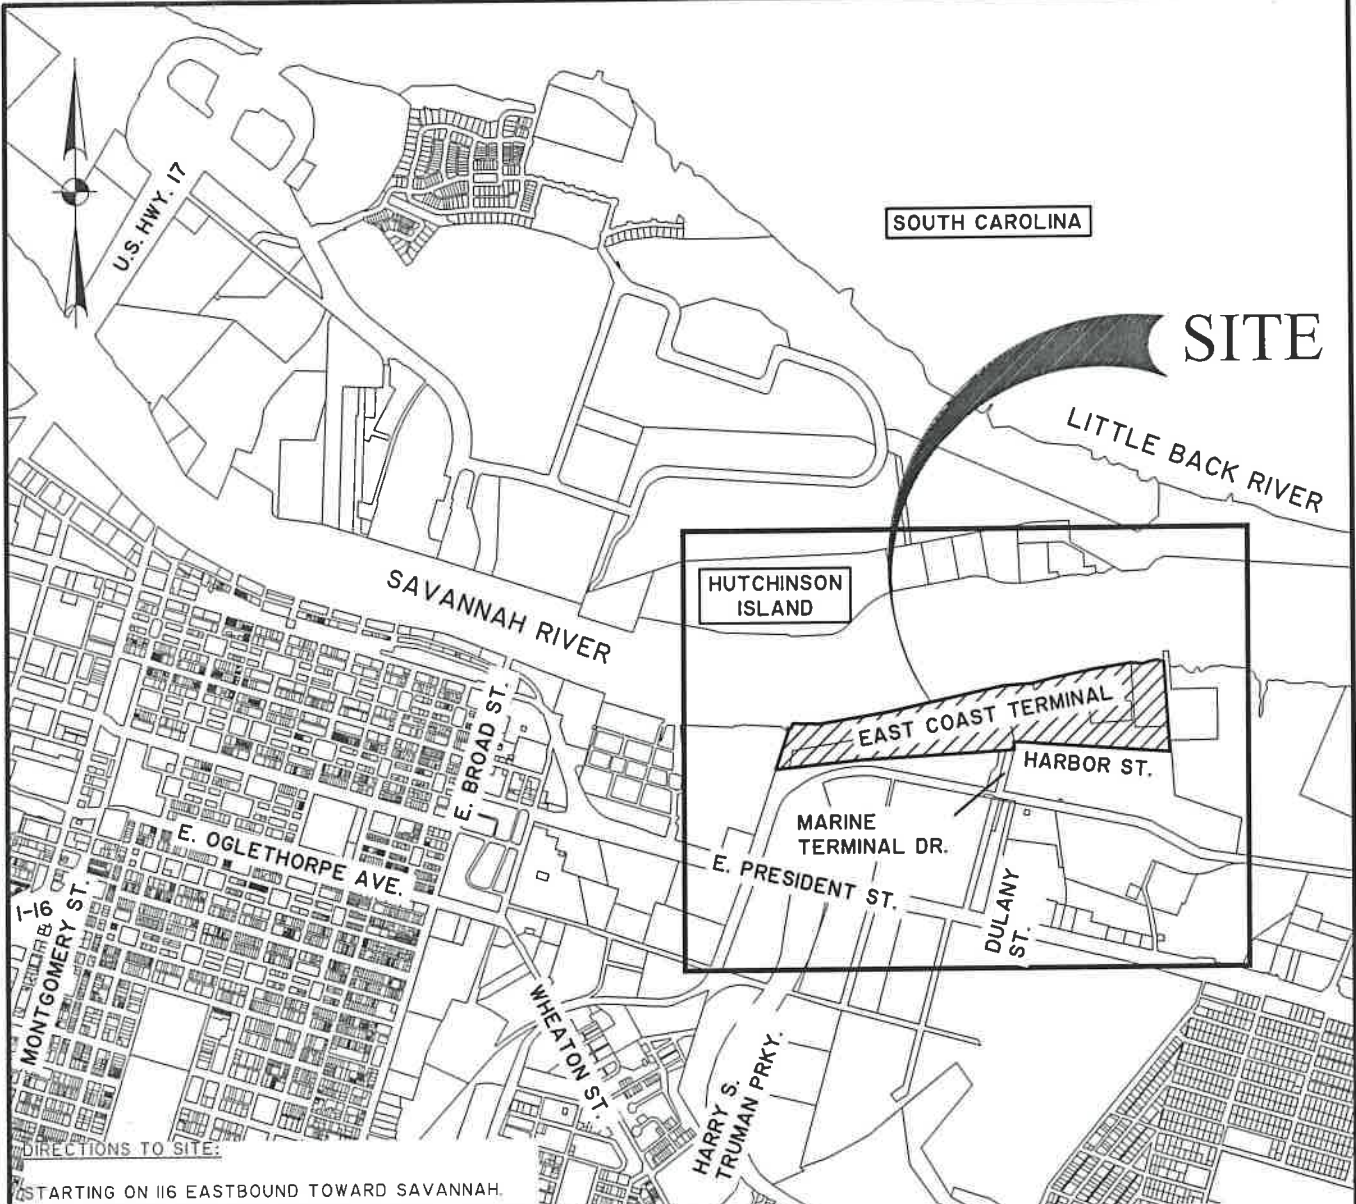 U.S. HWY. 17
SOUTH CAROLINA
SITE
LITTLE BACK RIVER
SAVANNAH RIVER
HUTCHINSON
ISLAND
EAST COAST TERMINAL
HARBOR ST.
E. BROAD ST.
MARINE
TERMINAL DR.
E. OGLETHORPE AVE.
E. PRESIDENT ST.
DULANY
ST.
I-16
MONTGOMERY ST.
WHEATON ST.
HARRY S.
TRUMAN PRKY.
DIRECTIONS TO SITE:
STARTING ON I16 EASTBOUND TOWARD SAVANNAH.